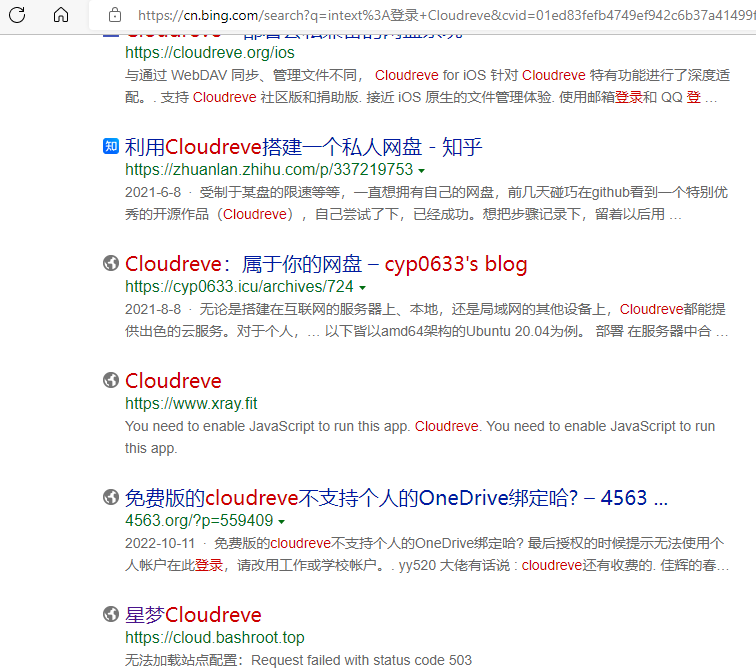 https://cn.bing.com/search?q=intext%3A登录+Cloudreve&cvid=01ed83fefb4749ef942c6b37a41499f
https://cloudreve.org/ios
与通过 WebDAV 同步、管理文件不同， Cloudreve for iOS 针对 Cloudreve 特有功能进行了深度适
配。. 支持 Cloudreve 社区版和捐助版. 接近 iOS 原生的文件管理体验. 使用邮箱登录和 QQ 登 ...
知 利用Cloudreve搭建一个私人网盘 - 知乎
https://zhuanlan.zhihu.com/p/337219753
2021-6-8 · 受制于某盘的限速等等，一直想拥有自己的网盘，前几天碰巧在github看到一个特别优
秀的开源作品（Cloudreve），自己尝试了下，已经成功。想把步骤记录下，留着以后用 ...
Cloudreve：属于你的网盘 – cyp0633's blog
https://cyp0633.icu/archives/724
2021-8-8 · 无论是搭建在互联网的服务器上、本地，还是局域网的其他设备上，Cloudreve都能提
供出色的云服务。对于个人，... 以下皆以amd64架构的Ubuntu 20.04为例。 部署 在服务器中合 ...
Cloudreve
https://www.xray.fit
You need to enable JavaScript to run this app. Cloudreve. You need to enable JavaScript to run
this app.
免费版的cloudreve不支持个人的OneDrive绑定哈? – 4563 ...
4563.org/?p=559409
2022-10-11 · 免费版的cloudreve不支持个人的OneDrive绑定哈? 最后授权的时候提示无法使用个
人帐户在此登录，请改用工作或学校帐户。. yy520 大佬有话说 : cloudreve还有收费的. 佳辉的春...
星梦Cloudreve
https://cloud.bashroot.top
无法加载站点配置：Request failed with status code 503